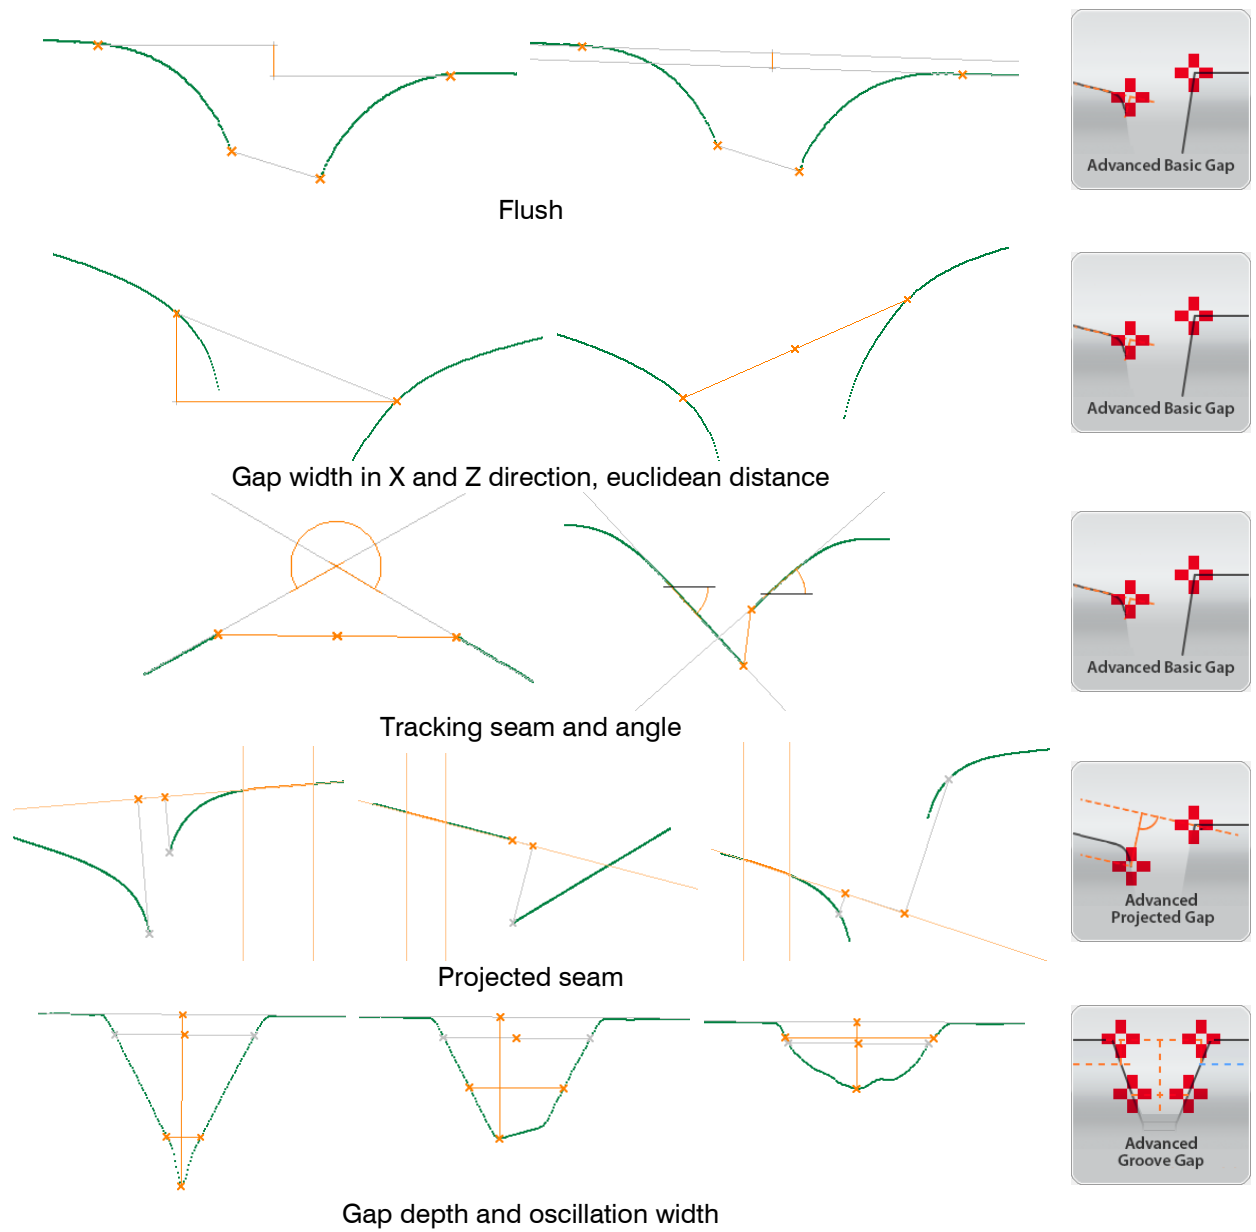 Advanced Basic Gap
Flush
Advanced Basic Gap
Gap width in X and Z direction, euclidean distance
Advanced Basic Gap
Tracking seam and angle
Advanced
Projected Gap
Projected seam
Advanced
Groove Gap
Gap depth and oscillation width